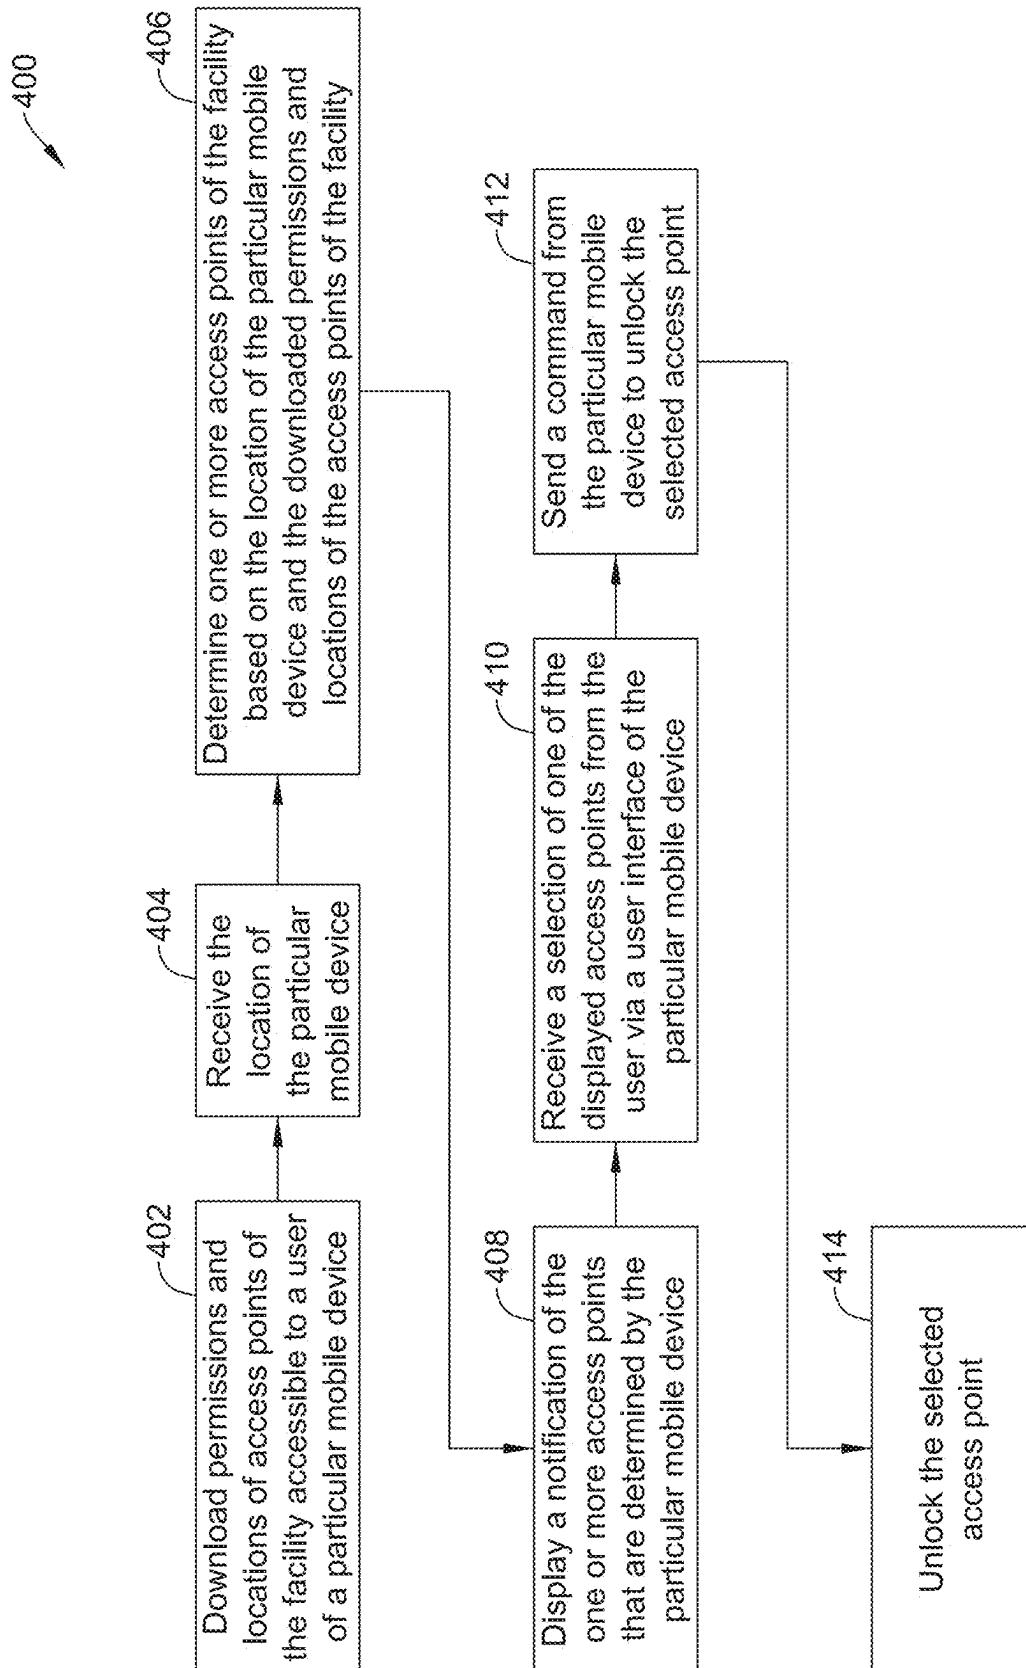 400
402
Download permissions and
locations of access points of
the facility accessible to a user
of a particular mobile device
404
Receive the
location of
the particular
mobile device
406
Determine one or more access points of the facility
based on the location of the particular mobile
device and the downloaded permissions and
locations of the access points of the facility
408
Display a notification of the
one or more access points
that are determined by the
particular mobile device
410
Receive a selection of one of the
displayed access points from the
user via a user interface of the
particular mobile device
412
Send a command from
the particular mobile
device to unlock the
selected access point
414
Unlock the selected
access point